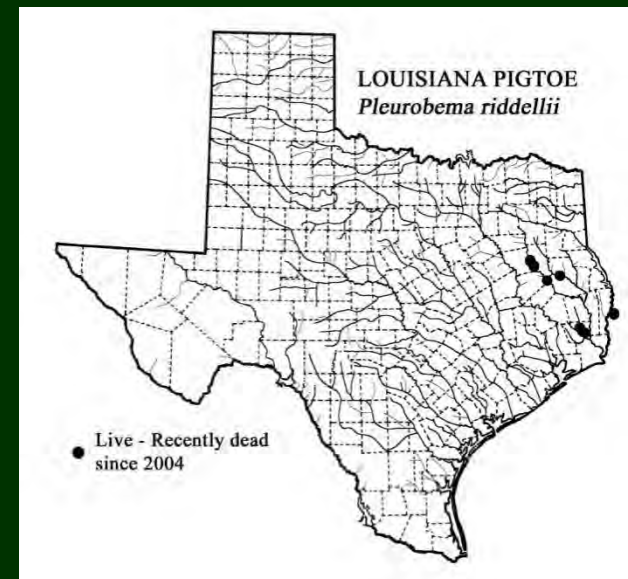 LOUISIANA PIGTOE
Pleurobema riddellii
Live - Recently dead
since 2004